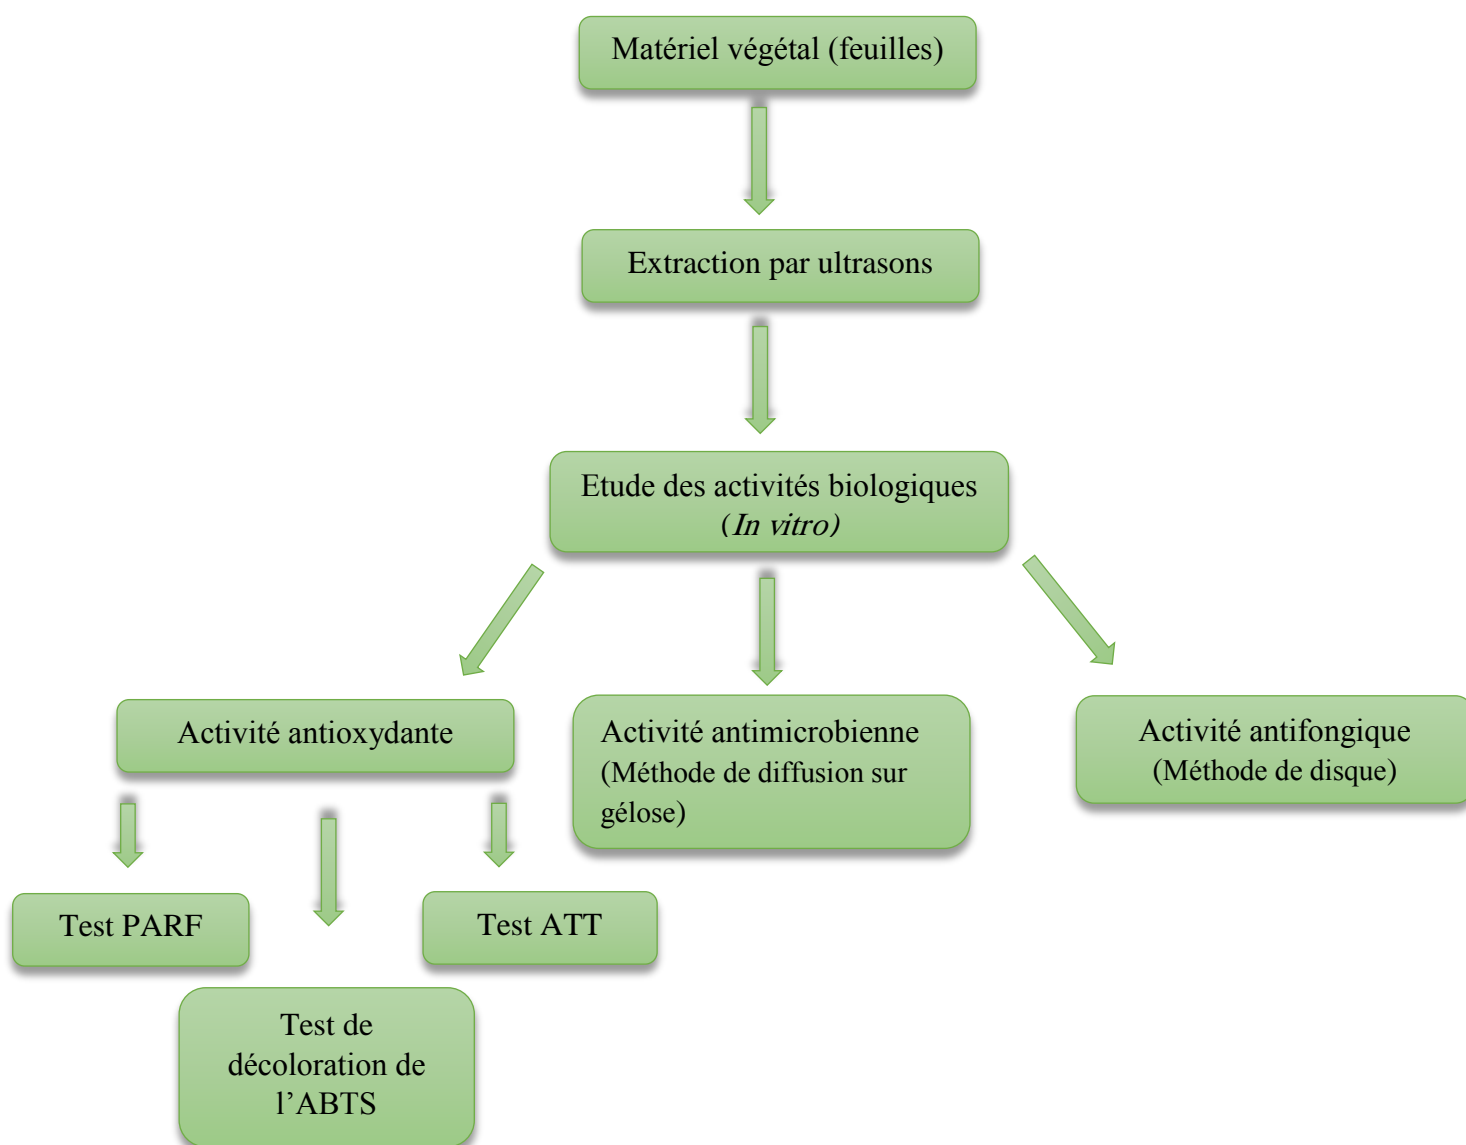 Matériel végétal (feuilles)
Extraction par ultrasons
Etude des activités biologiques
(In vitro)
Activité antioxydante
Activité antimicrobienne
(Méthode de diffusion sur
gélose)
Activité antifongique
(Méthode de disque)
Test PARF
Test ATT
Test de
décoloration de
l’ABTS